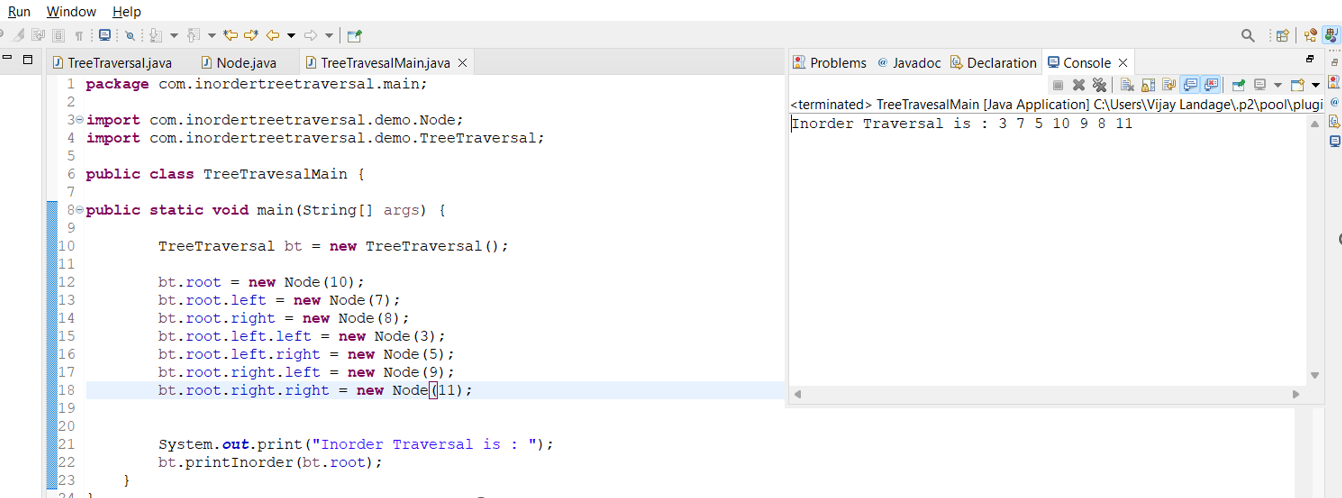 Run Window Help
TreeTraversal.java Node.java TreeTravesalMain.java
1 package com.inordertreetraversal.main;
2
3 import com.inordertreetraversal.demo.Node;
4 import com.inordertreetraversal.demo.TreeTraversal;
5
6 public class TreeTravesalMain {
7
8 public static void main(String[] args) {
9
10 TreeTraversal bt = new TreeTraversal();
11
12 bt.root = new Node(10);
13 bt.root.left = new Node(7);
14 bt.root.right = new Node(8);
15 bt.root.left.left = new Node(3);
16 bt.root.left.right = new Node(5);
17 bt.root.right.left = new Node(9);
18 bt.root.right.right = new Node(11);
19
20
21 System.out.print("Inorder Traversal is : ");
22 bt.printInorder(bt.root);
23 }
24 }
Problems @ Javadoc Declaration Console
<terminated> TreeTravesalMain [Java Application] C:\Users\Vijay Landage\.p2\pool\plugi
Inorder Traversal is : 3 7 5 10 9 8 11